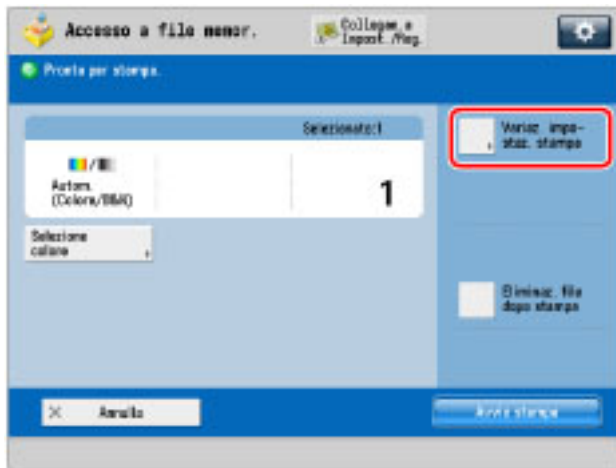 Accesso a file memor.
Collegam. a
Impost./Reg.
Pronta per stampa.
Selezionato:1
Autom.
(Colore/B&N)
1
Selezione
colore
Variaz. impo-
staz. stampa
Eliminaz. file
dopo stampa
Annulla
Avvio stampa